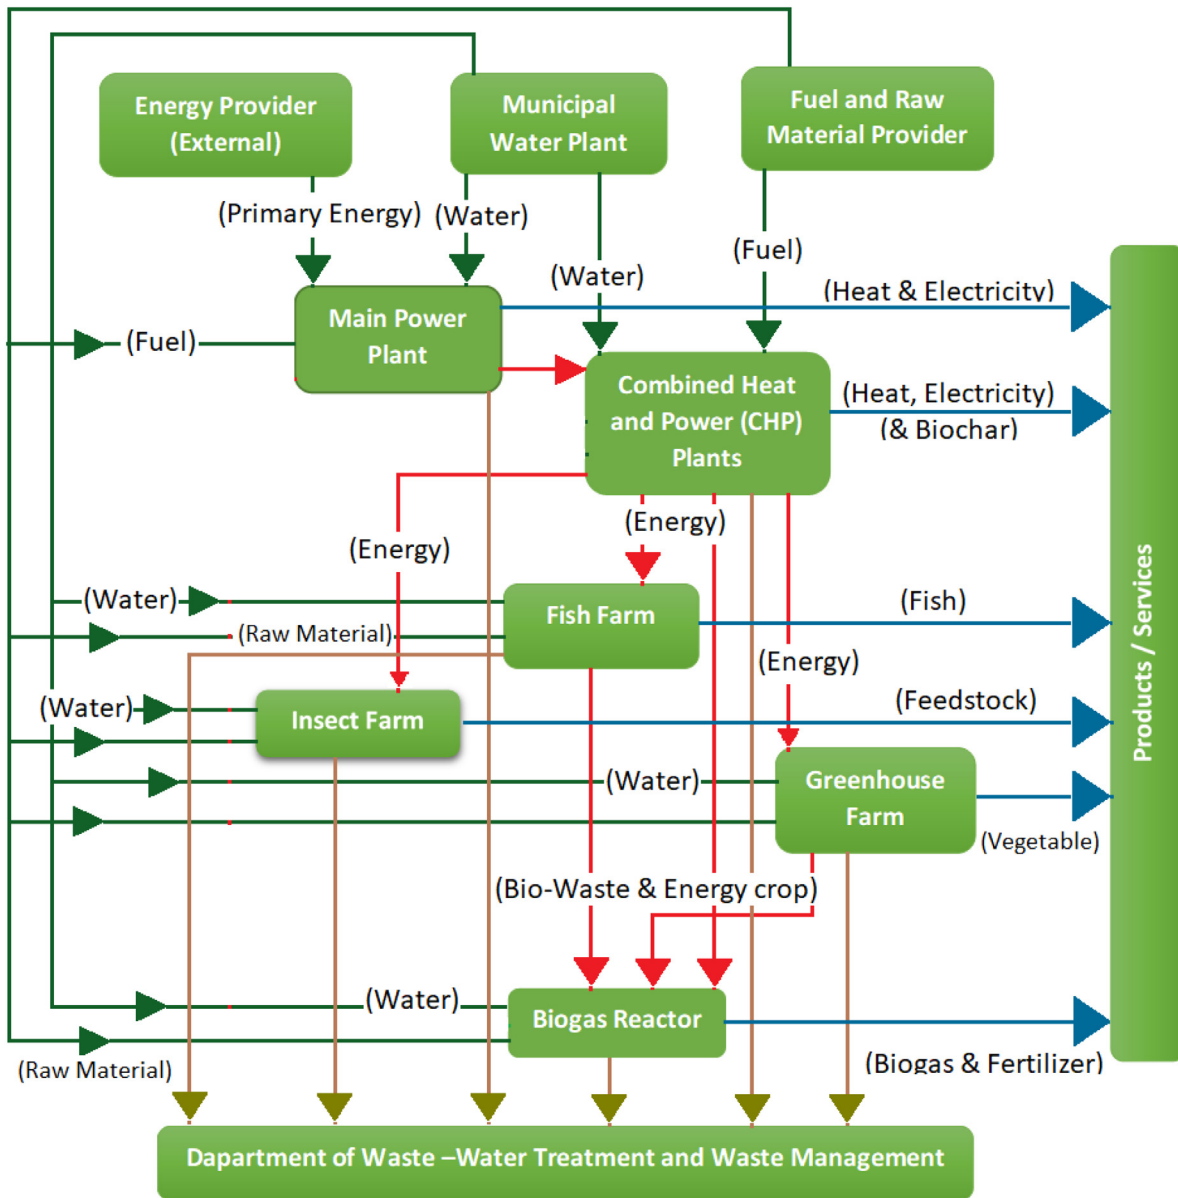 Energy Provider
(External)
Municipal
Water Plant
Fuel and Raw
Material Provider
(Primary Energy)
(Water)
(Water)
(Fuel)
(Heat & Electricity)
Main Power
Plant
(Fuel)
Combined Heat
and Power (CHP)
Plants
(Heat, Electricity)
(& Biochar)
(Energy)
(Energy)
(Water)
Fish Farm
(Fish)
(Raw Material)
(Energy)
(Water)
Insect Farm
(Feedstock)
(Water)
Greenhouse
Farm
(Vegetable)
(Bio-Waste & Energy crop)
(Water)
Biogas Reactor
(Raw Material)
(Biogas & Fertilizer)
Products / Services
Dapartment of Waste –Water Treatment and Waste Management